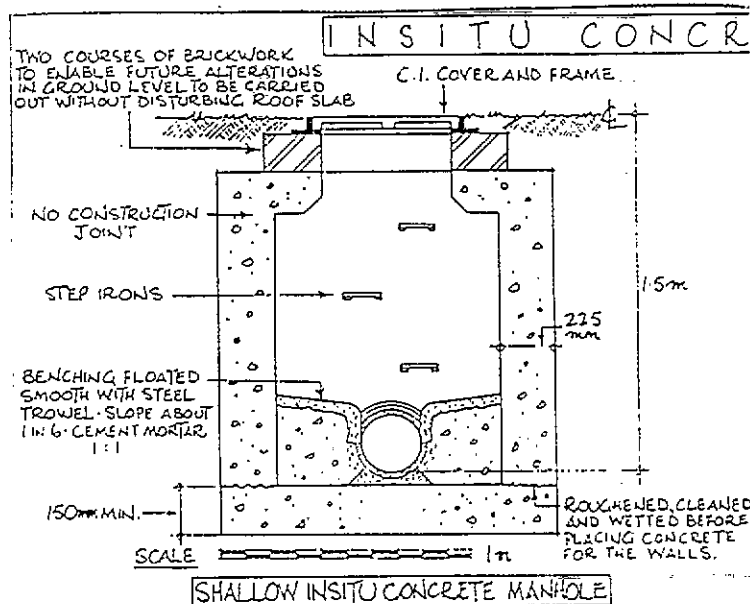 INSITU CONCR
TWO COURSES OF BRICKWORK
TO ENABLE FUTURE ALTERATIONS
IN GROUND LEVEL TO BE CARRIED
OUT WITHOUT DISTURBING ROOF SLAB
C.I. COVER AND FRAME
NO CONSTRUCTION
JOINT
STEP IRONS
1.5m
225
mm
BENCHING FLOATED
SMOOTH WITH STEEL
TROWEL · SLOPE ABOUT
1 IN 6 · CEMENT MORTAR
1:1
150mm MIN.
ROUGHENED, CLEANED
AND WETTED BEFORE
PLACING CONCRETE
FOR THE WALLS.
SCALE
1m
SHALLOW INSITU CONCRETE MANHOLE